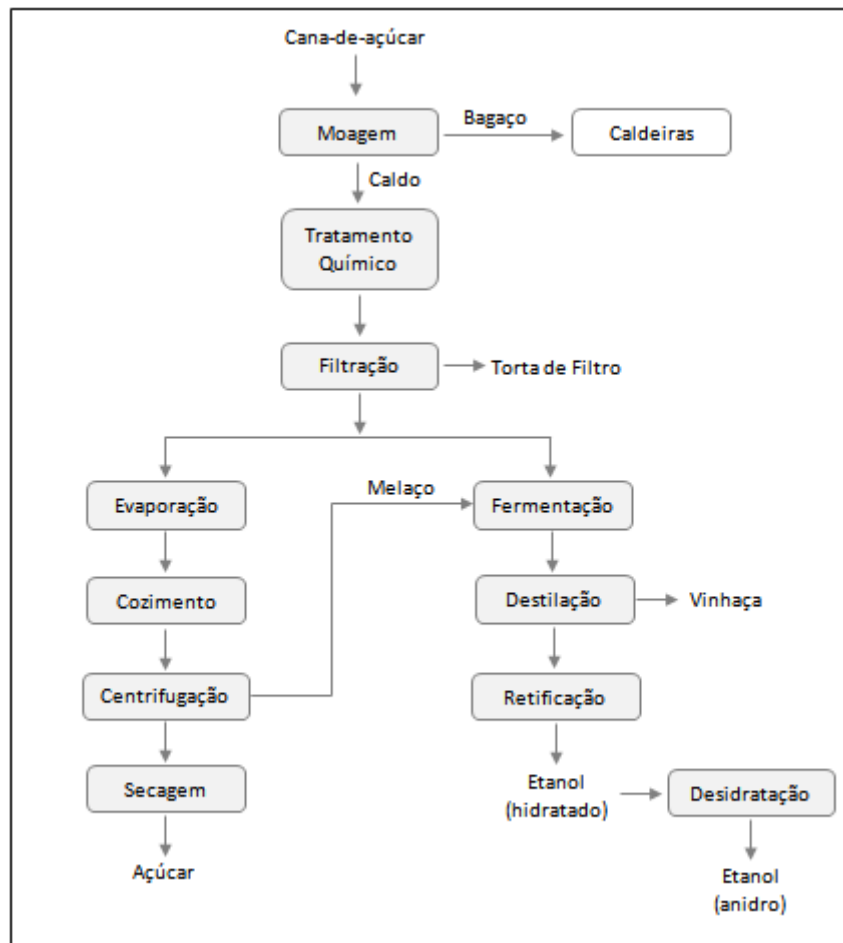 Cana-de-açúcar
Bagaço
Moagem
Caldeiras
Caldo
Tratamento
Químico
Filtração
Torta de Filtro
Melaço
Evaporação
Fermentação
Cozimento
Destilação
Vinhaça
Centrifugação
Retificação
Secagem
Etanol
(hidratado)
Desidratação
Açúcar
Etanol
(anidro)